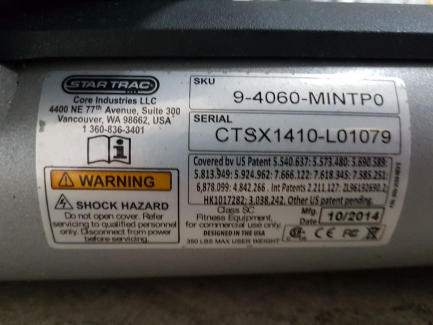 STAR TRAC
Core Industries LLC
4400 NE 77th Avenue, Suite 300
Vancouver, WA 98662, USA
1 360-836-3401
WARNING
SHOCK HAZARD
Do not open cover. Refer
servicing to qualified personnel
only. Disconnect from power
before servicing.
SKU
9-4060-MINTP0
SERIAL
CTSX1410-L01079
Covered by US Patent 5.540.637: 5.573.480: 5.690.589:
5.813.949: 5.924.962: 7.666.122: 7.618.345: 7.585.251:
6,878.099: 4,842.266 . Int Patents 2.211.127: ZL96192690.2:
HK1017282; 3,038,242, Other US patent pending.
Class SC
Fitness Equipment,
for commercial use only.
DESIGNED IN THE USA
350 LBS MAX USER WEIGHT
Mfg.
Date
10/2014
CE FC